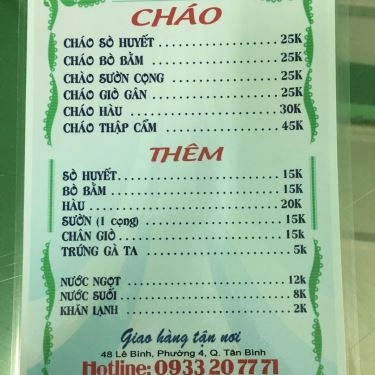 CHÁO
CHÁO SÒ HUYẾT 25K
CHÁO BÒ BẰM 25K
CHÁO SƯỜN CỌNG 25K
CHÁO GIÒ GÂN 25K
CHÁO HÀU 30K
CHÁO THẬP CẨM 45K
THÊM
SÒ HUYẾT 15K
BÒ BẰM 15K
HÀU 20K
SƯỜN (1 cọng) 15K
CHÂN GIÒ 15k
TRỨNG GÀ TA 5k
NƯỚC NGỌT 12k
NƯỚC SUỐI 8K
KHĂN LẠNH 2K
Giao hàng tận nơi
48 Lê Bình, Phường 4, Q. Tân Bình
Hotline: 0933 20 77 71